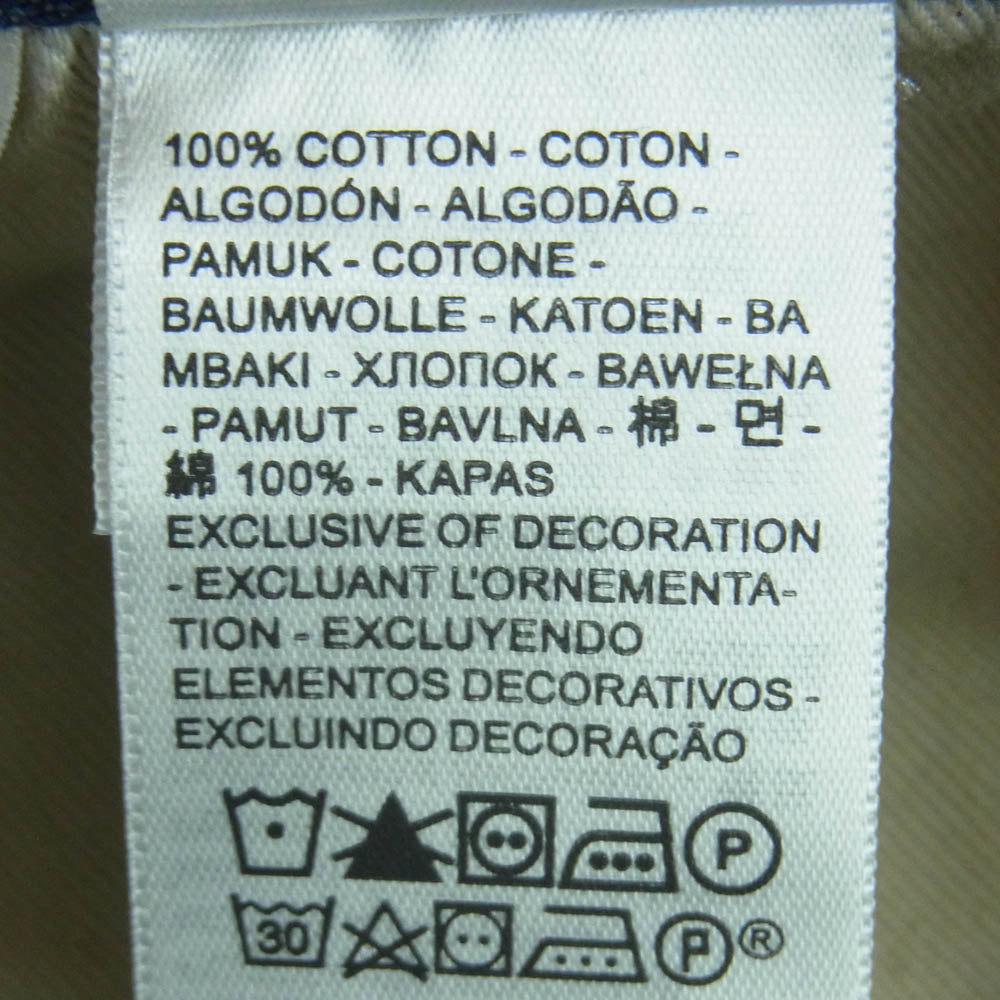 100% COTTON - COTON -
ALGODÓN - ALGODÃO -
PAMUK - COTONE -
BAUMWOLLE - KATOEN - BA
MBAKI - ХЛОПОК - BAWEŁNA
- PAMUT - BAVLNA - 棉 - 면 -
綿 100% - KAPAS
EXCLUSIVE OF DECORATION
- EXCLUANT L'ORNEMENTA-
TION - EXCLUYENDO
ELEMENTOS DECORATIVOS -
EXCLUINDO DECORAÇÃO
P
30 P ®